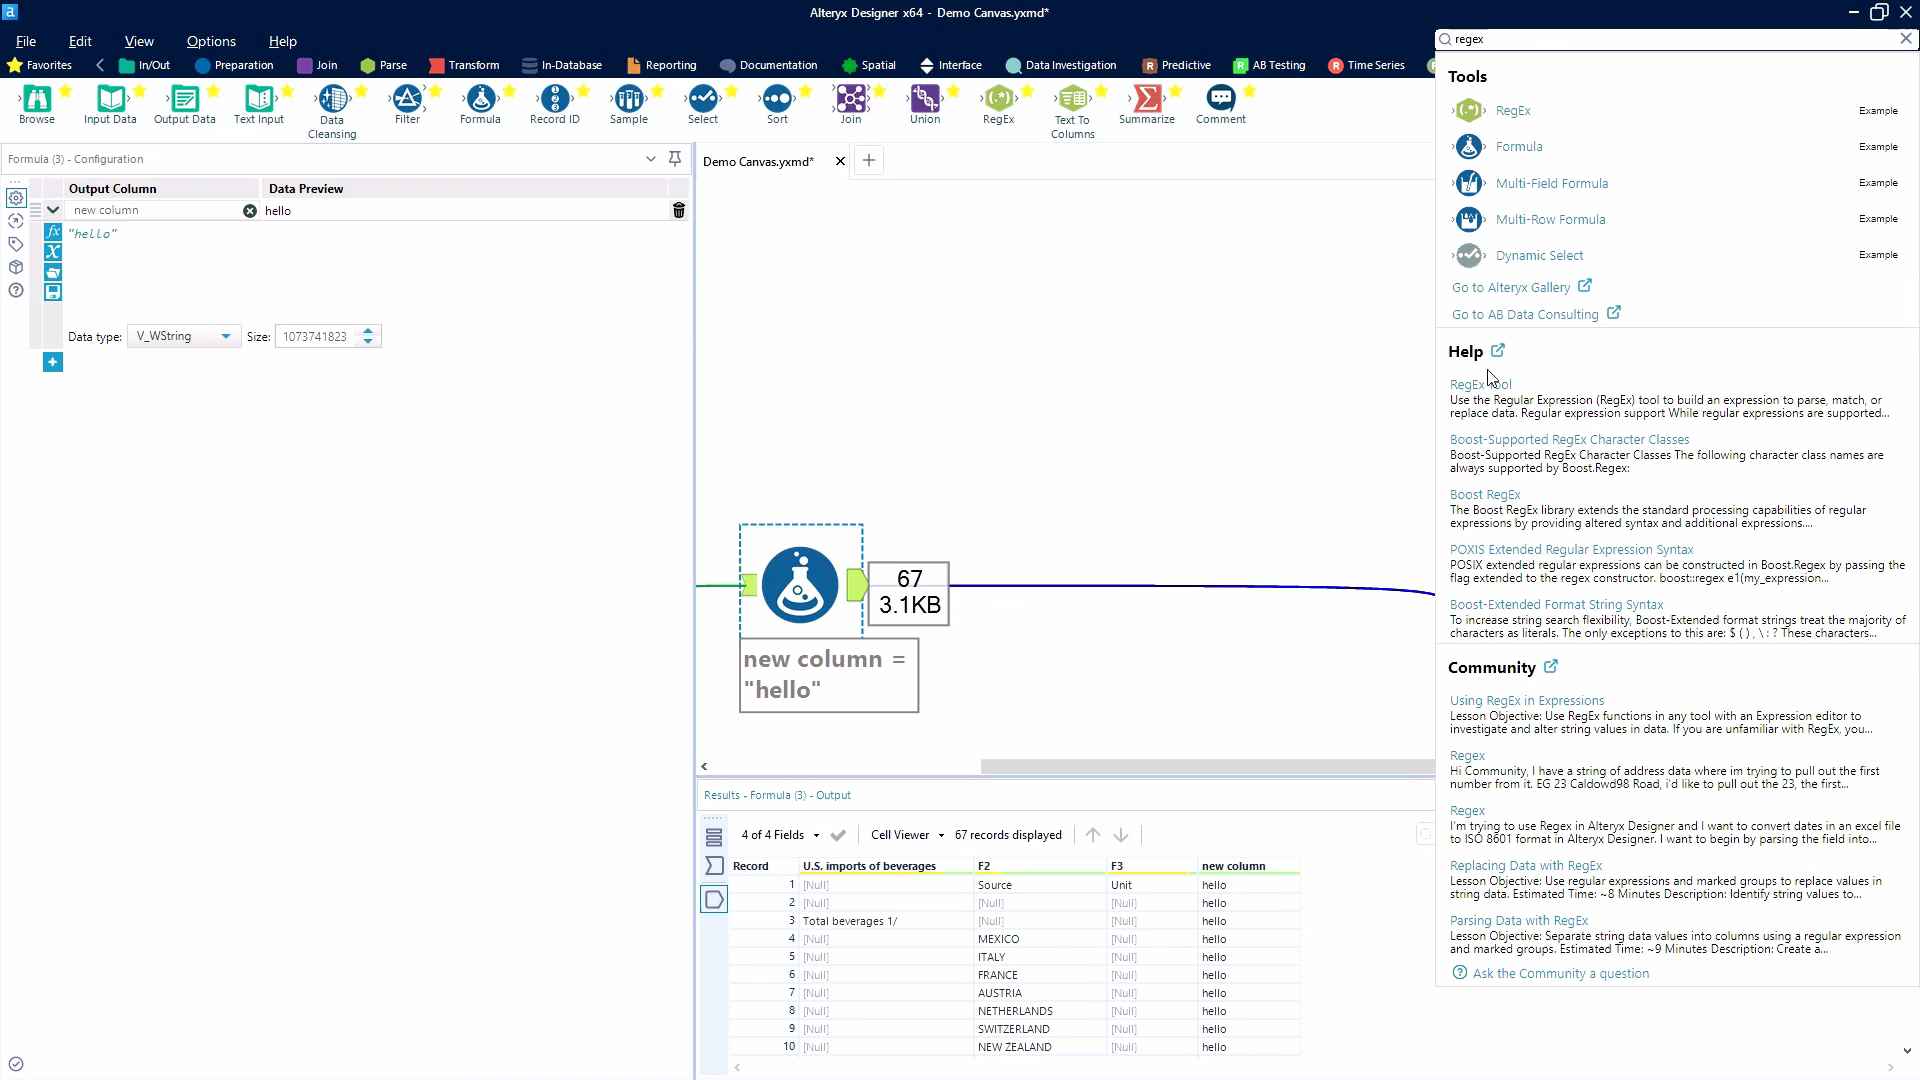 a
Alteryx Designer x64 - Demo Canvas.yxmd*
File Edit View Options Help
regex
Favorites In/Out Preparation Join Parse Transform In-Database Reporting Documentation Spatial Interface Data Investigation Predictive AB Testing Time Series
Browse Input Data Output Data Text Input Data Cleansing Filter Formula Record ID Sample Select Sort Join Union RegEx Text To Columns Summarize Comment
Formula (3) - Configuration
Output Column Data Preview
new column hello
"hello"
Data type: V_WString Size: 1073741823
Demo Canvas.yxmd*
67
3.1KB
new column =
"hello"
Results - Formula (3) - Output
4 of 4 Fields Cell Viewer 67 records displayed
Record U.S. imports of beverages F2 F3 new column
1 [Null] Source Unit hello
2 [Null] [Null] [Null] hello
3 Total beverages 1/ [Null] [Null] hello
4 [Null] MEXICO [Null] hello
5 [Null] ITALY [Null] hello
6 [Null] FRANCE [Null] hello
7 [Null] AUSTRIA [Null] hello
8 [Null] NETHERLANDS [Null] hello
9 [Null] SWITZERLAND [Null] hello
10 [Null] NEW ZEALAND [Null] hello
Tools
RegEx Example
Formula Example
Multi-Field Formula Example
Multi-Row Formula Example
Dynamic Select Example
Go to Alteryx Gallery
Go to AB Data Consulting
Help
RegEx Tool
Use the Regular Expression (RegEx) tool to build an expression to parse, match, or
replace data. Regular expression support While regular expressions are supported...
Boost-Supported RegEx Character Classes
Boost-Supported RegEx Character Classes The following character class names are
always supported by Boost.Regex:
Boost RegEx
The Boost RegEx library extends the standard processing capabilities of regular
expressions by providing altered syntax and additional expressions....
POXIS Extended Regular Expression Syntax
POSIX extended regular expressions can be constructed in Boost.Regex by passing the
flag extended to the regex constructor. boost::regex e1(my_expression...
Boost-Extended Format String Syntax
To increase string search flexibility, Boost-Extended format strings treat the majority of
characters as literals. The only exceptions to this are: $ ( ) , \ : ? These characters...
Community
Using RegEx in Expressions
Lesson Objective: Use RegEx functions in any tool with an Expression editor to
investigate and alter string values in data. If you are unfamiliar with RegEx, you...
Regex
Hi Community, I have a string of address data where im trying to pull out the first
number from it. EG 23 Caldowd98 Road, i'd like to pull out the 23, the first...
Regex
I'm trying to use Regex in Alteryx Designer and I want to convert dates in an excel file
to ISO 8601 format in Alteryx Designer. I want to begin by parsing the field into...
Replacing Data with RegEx
Lesson Objective: Use regular expressions and marked groups to replace values in
string data. Estimated Time: ~8 Minutes Description: Identify string values to...
Parsing Data with RegEx
Lesson Objective: Separate string data values into columns using a regular expression
and marked groups. Estimated Time: ~9 Minutes Description: Create a...
Ask the Community a question